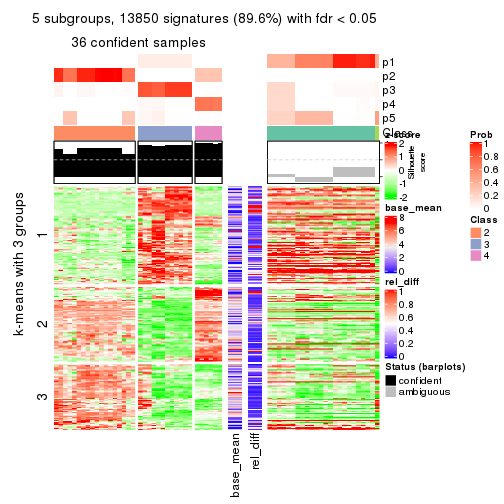 5 subgroups, 13850 signatures (89.6%) with fdr < 0.05
36 confident samples
p1
p2
p3
p4
p5
Class
z-score
2
1
0
-1
-2
Silhouette
score
Prob
1
0.8
0.6
0.4
0.2
0
base_mean
8
6
4
2
0
Class
2
3
4
rel_diff
1
0.8
0.6
0.4
0.2
0
Status (barplots)
confident
ambiguous
k-means with 3 groups
1
2
3
base_mean
rel_diff